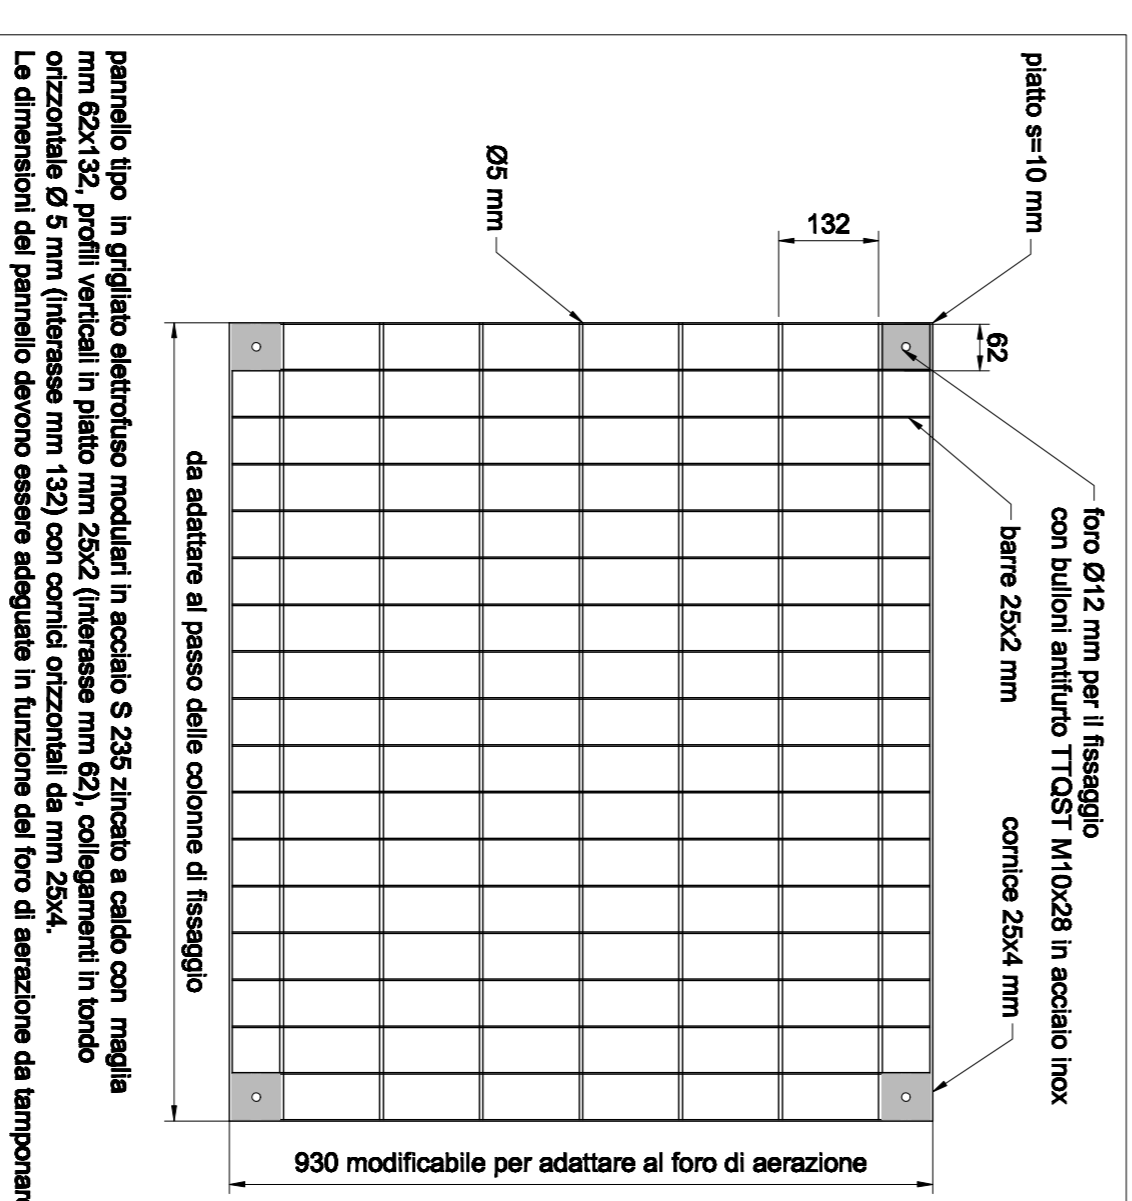 piatto s=10 mm
foro Ø12 mm per il fissaggio
con bulloni antifurto TTQST M10x28 in acciaio inox
barre 25x2 mm
cornice 25x4 mm
62
132
Ø5 mm
930 modificabile per adattare al foro di aerazione
da adattare al passo delle colonne di fissaggio
pannello tipo in grigliato elettrofuso modulari in acciaio S 235 zincato a caldo con maglia
mm 62x132, profili verticali in piatto mm 25x2 (interasse mm 62), collegamenti in tondo
orizzontale Ø 5 mm (interasse mm 132) con cornici orizzontali da mm 25x4.
Le dimensioni del pannello devono essere adeguate in funzione del foro di aerazione da tamponare